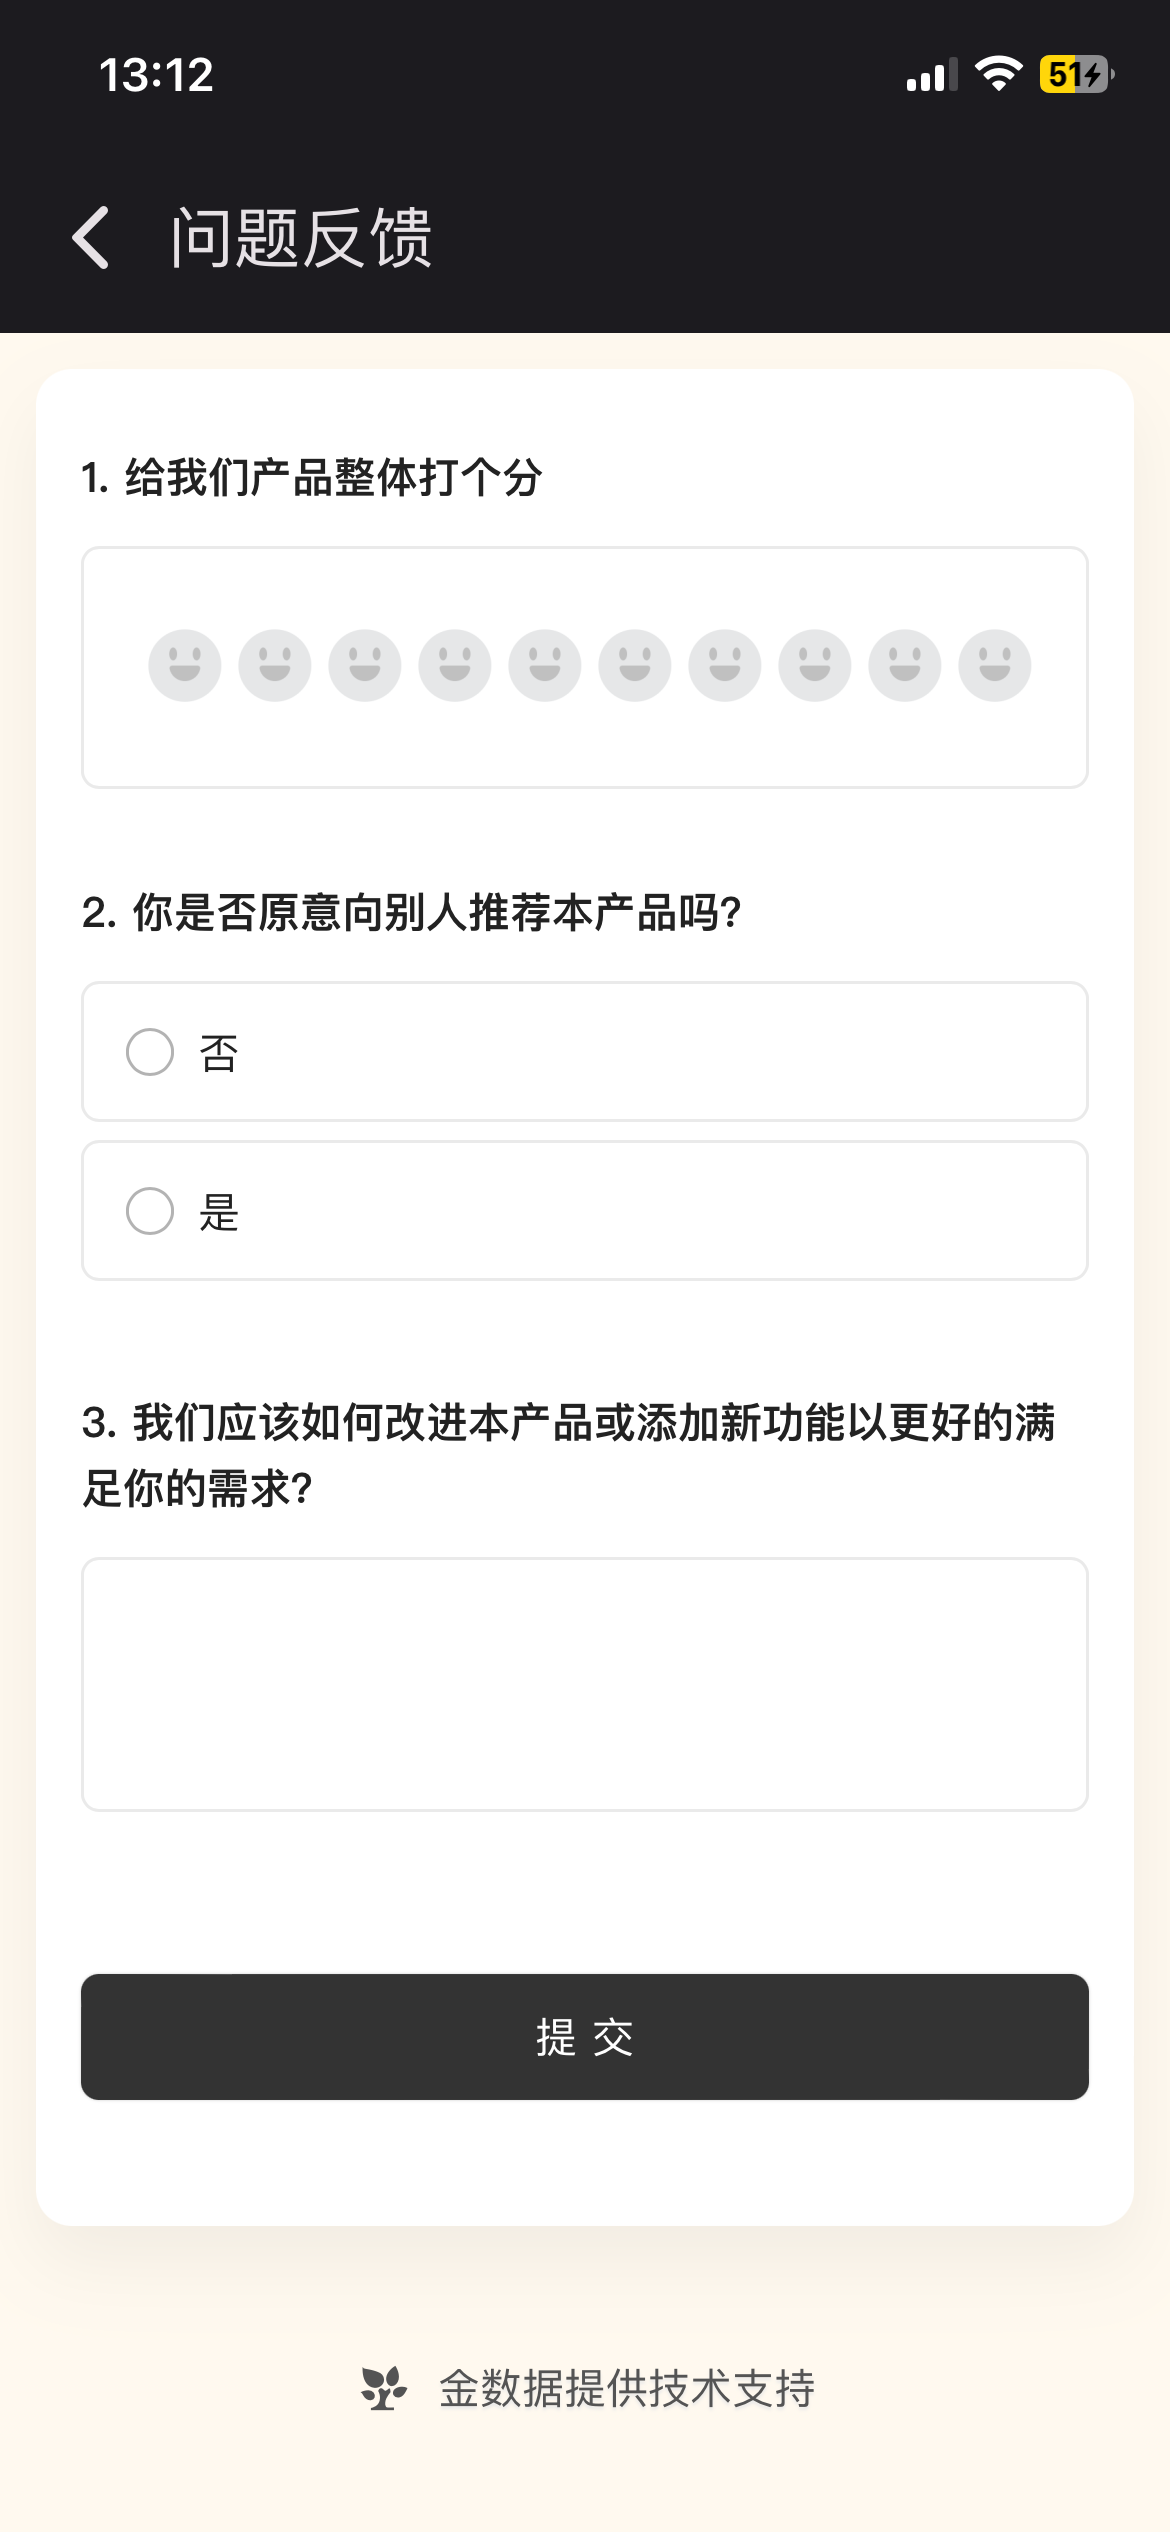 13:12
51
问题反馈
1. 给我们产品整体打个分
2. 你是否原意向别人推荐本产品吗?
否
是
3. 我们应该如何改进本产品或添加新功能以更好的满
足你的需求?
提 交
金数据提供技术支持